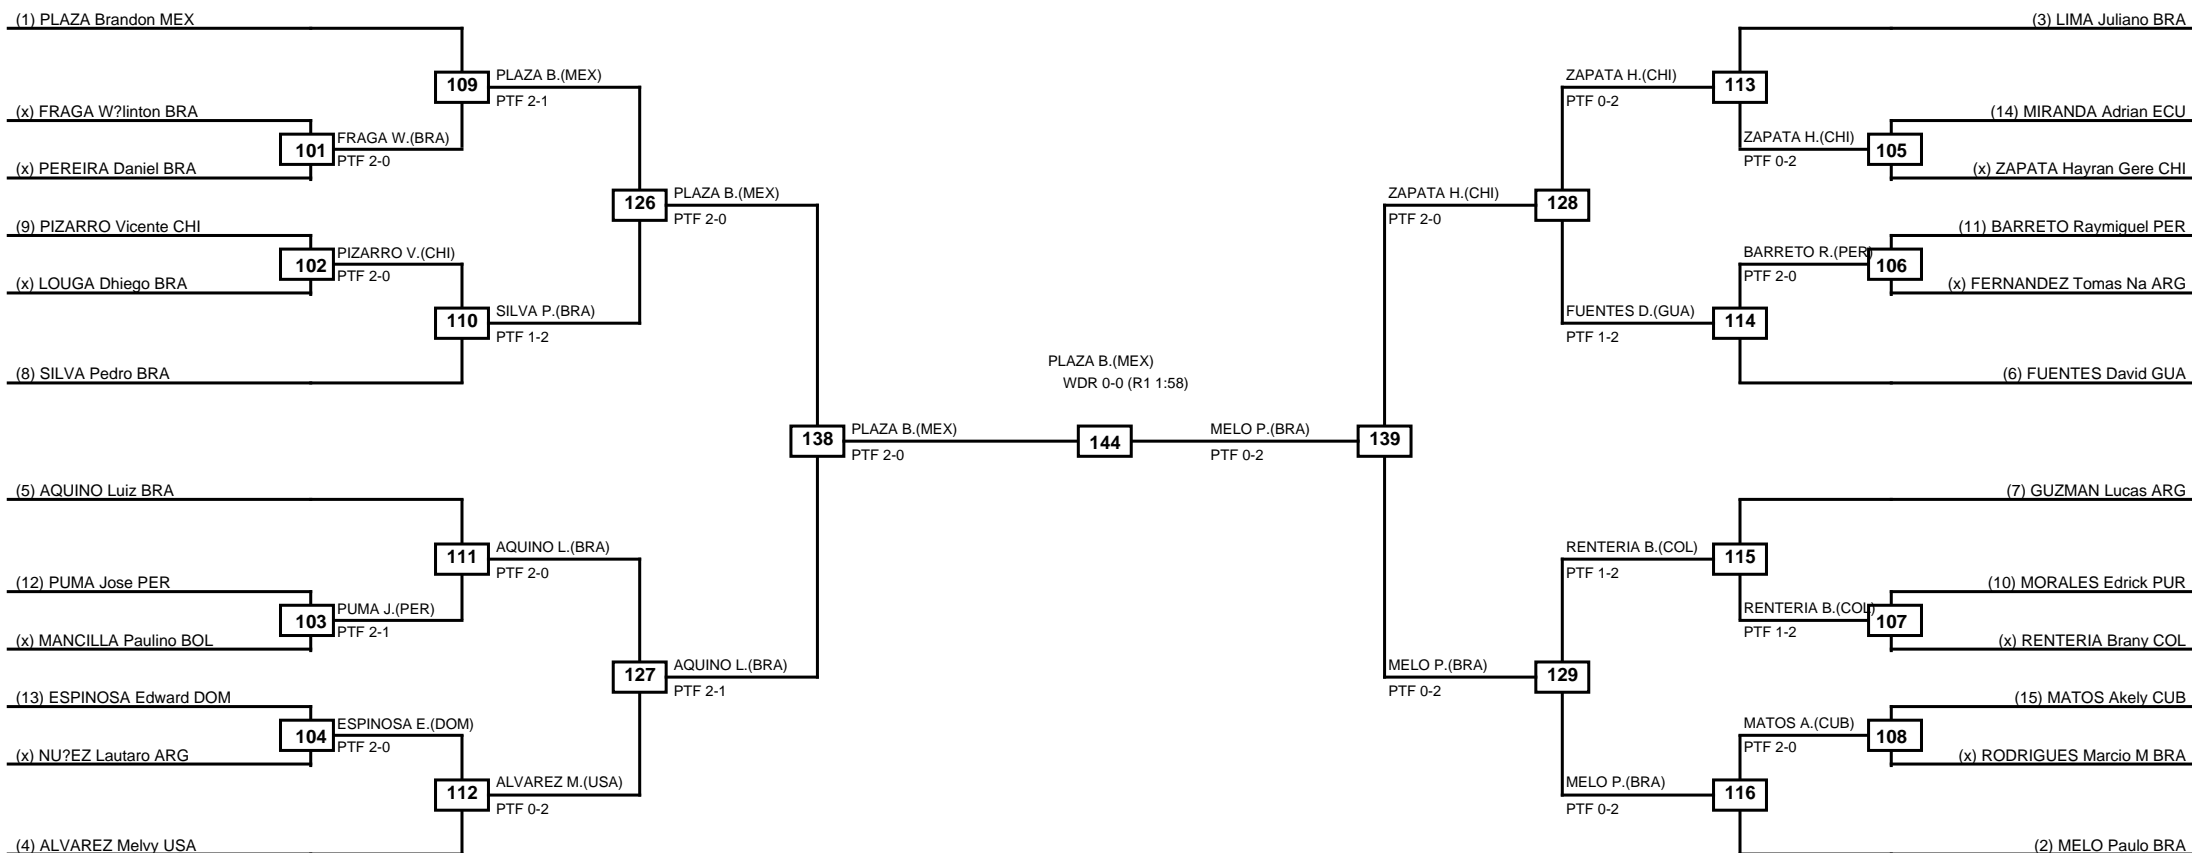 (1) PLAZA Brandon MEX
(3) LIMA Juliano BRA
PLAZA B.(MEX)
109
PTF 2-1
ZAPATA H.(CHI)
113
PTF 0-2
(x) FRAGA W?linton BRA
(14) MIRANDA Adrian ECU
FRAGA W.(BRA)
101
PTF 2-0
ZAPATA H.(CHI)
105
PTF 0-2
(x) PEREIRA Daniel BRA
(x) ZAPATA Hayran Gere CHI
PLAZA B.(MEX)
126
PTF 2-0
ZAPATA H.(CHI)
128
PTF 2-0
(9) PIZARRO Vicente CHI
(11) BARRETO Raymiguel PER
PIZARRO V.(CHI)
102
PTF 2-0
BARRETO R.(PER)
106
PTF 2-0
(x) LOUGA Dhiego BRA
(x) FERNANDEZ Tomas Na ARG
SILVA P.(BRA)
110
PTF 1-2
FUENTES D.(GUA)
114
PTF 1-2
PLAZA B.(MEX)
WDR 0-0 (R1 1:58)
(8) SILVA Pedro BRA
(6) FUENTES David GUA
138
PLAZA B.(MEX)
PTF 2-0
144
MELO P.(BRA)
PTF 0-2
139
(5) AQUINO Luiz BRA
(7) GUZMAN Lucas ARG
111
AQUINO L.(BRA)
PTF 2-0
RENTERIA B.(COL)
115
PTF 1-2
(12) PUMA Jose PER
(10) MORALES Edrick PUR
103
PUMA J.(PER)
PTF 2-1
RENTERIA B.(COL)
107
PTF 1-2
(x) MANCILLA Paulino BOL
(x) RENTERIA Brany COL
127
AQUINO L.(BRA)
PTF 2-1
MELO P.(BRA)
129
PTF 0-2
(13) ESPINOSA Edward DOM
(15) MATOS Akely CUB
104
ESPINOSA E.(DOM)
PTF 2-0
MATOS A.(CUB)
108
PTF 2-0
(x) NU?EZ Lautaro ARG
(x) RODRIGUES Marcio M BRA
112
ALVAREZ M.(USA)
PTF 0-2
MELO P.(BRA)
116
PTF 0-2
(4) ALVAREZ Melvy USA
(2) MELO Paulo BRA